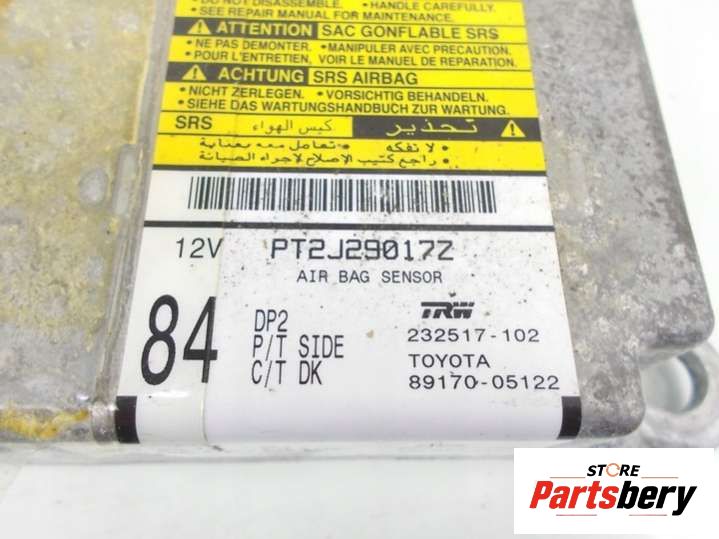 • DO NOT DISASSEMBLE. • HANDLE CAREFULLY.
• SEE REPAIR MANUAL FOR MAINTENANCE.
ATTENTION SAC GONFLABLE SRS
• NE PAS DEMONTER. • MANIPULER AVEC PRECAUTION.
• POUR L'ENTRETIEN, VOIR LE MANUEL DE REPARATION.
ACHTUNG SRS AIRBAG
• NICHT ZERLEGEN. • VORSICHTIG BEHANDELN.
• SIEHE DAS WARTUNGSHANDBUCH ZUR WARTUNG.
تحذير كيس الهواء SRS
• لا تفكه • تعامل معه بعناية
• راجع كتيب الإصلاح لاجراء الصيانة
12V PT2J29017Z
AIR BAG SENSOR
84
DP2
P/T SIDE
C/T DK
TRW
232517-102
TOYOTA
89170-05122
STORE
Partsbery